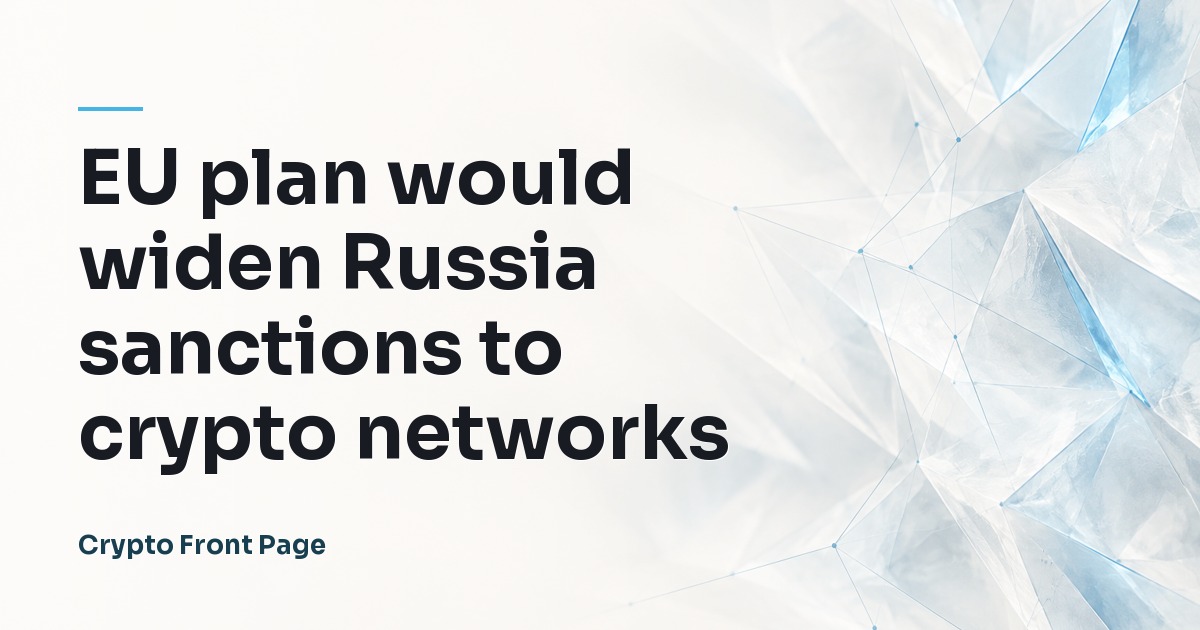 EU plan would
widen Russia
sanctions to
crypto networks
Crypto Front Page